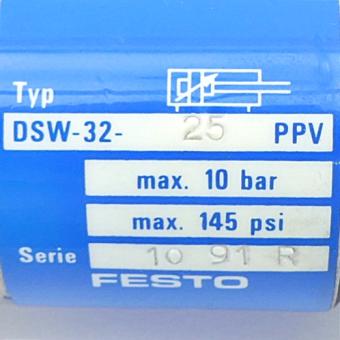 Typ
DSW-32- 25 PPV
max. 10 bar
max. 145 psi
Serie 10 91 R
FESTO